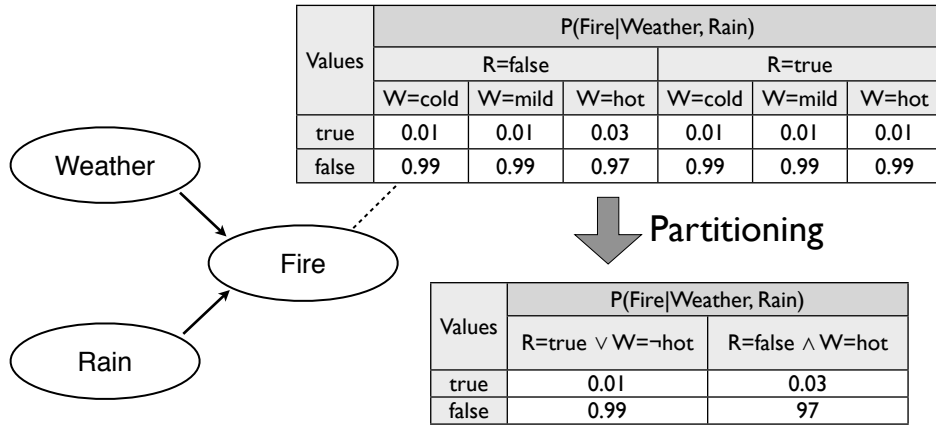 P(Fire|Weather, Rain)
Values
R=false R=true
W=cold W=mild W=hot W=cold W=mild W=hot
true 0.01 0.01 0.03 0.01 0.01 0.01
false 0.99 0.99 0.97 0.99 0.99 0.99
Weather
Partitioning
Fire
P(Fire|Weather, Rain)
Values
R=true ∨ W=¬hot R=false ∧ W=hot
Rain
true 0.01 0.03
false 0.99 97